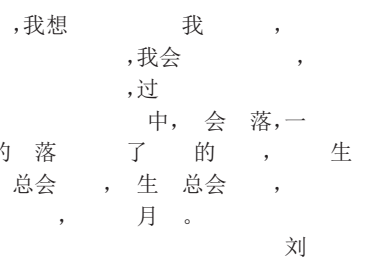 ,我想 我 ,
,我会 ,
,过
中, 会 落,一
的 落 了 的 , 生
总会 , 生 总会 ,
, 月 。
刘